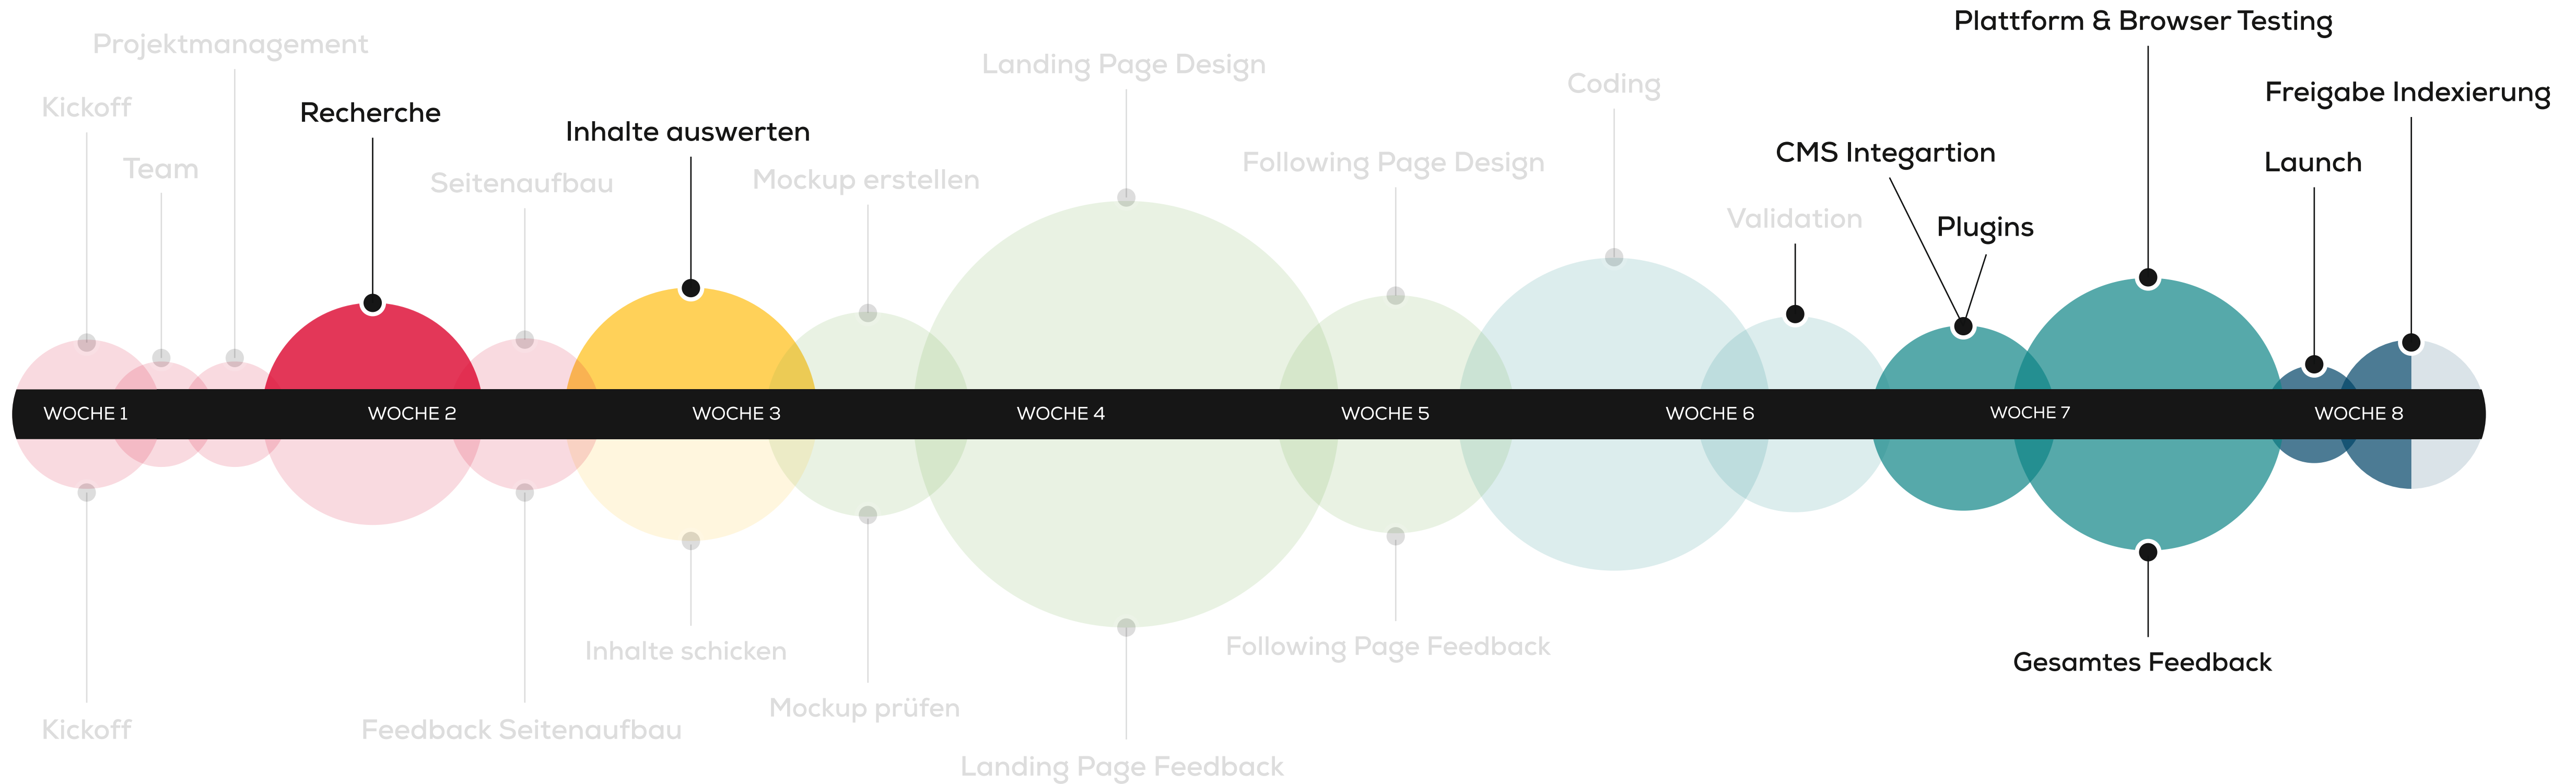 Plattform & Browser Testing
Projektmanagement
Landing Page Design
Coding
Freigabe Indexierung
Kickoff
Recherche
Inhalte auswerten
CMS Integartion
Following Page Design
Launch
Team
Seitenaufbau
Mockup erstellen
Validation
Plugins
WOCHE 1
WOCHE 2
WOCHE 3
WOCHE 4
WOCHE 5
WOCHE 6
WOCHE 7
WOCHE 8
Inhalte schicken
Following Page Feedback
Gesamtes Feedback
Mockup prüfen
Kickoff
Feedback Seitenaufbau
Landing Page Feedback